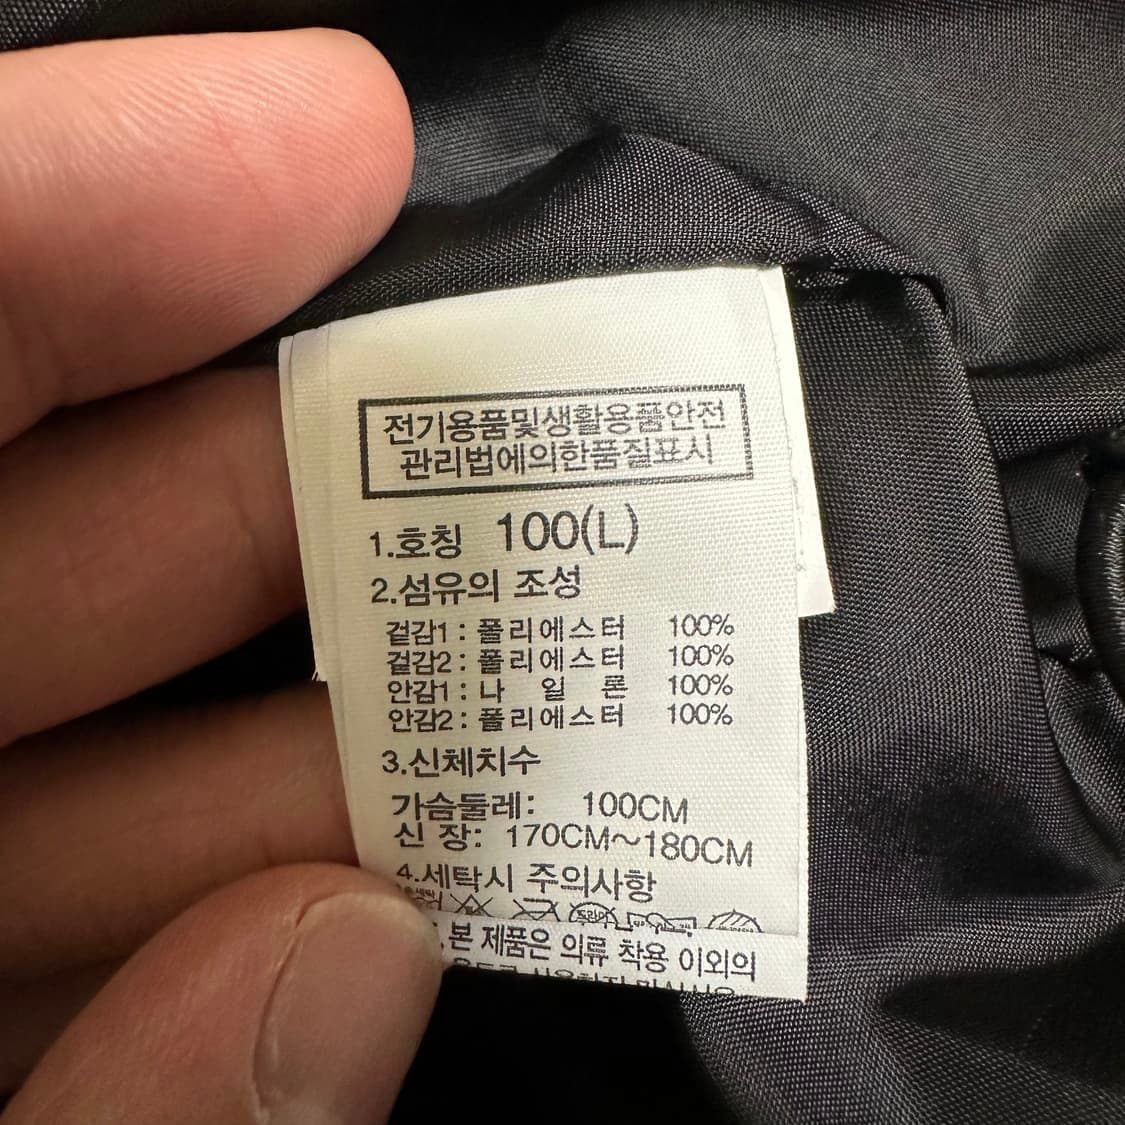 전기용품및생활용품안전
관리법에의한품질표시
1.호칭 100(L)
2.섬유의 조성
겉감1 : 폴리에스터 100%
겉감2 : 폴리에스터 100%
안감1 : 나 일 론 100%
안감2 : 폴리에스터 100%
3.신체치수
가슴둘레: 100CM
신 장: 170CM~180CM
4.세탁시 주의사항
드라이
본 제품은 의류 착용 이외의